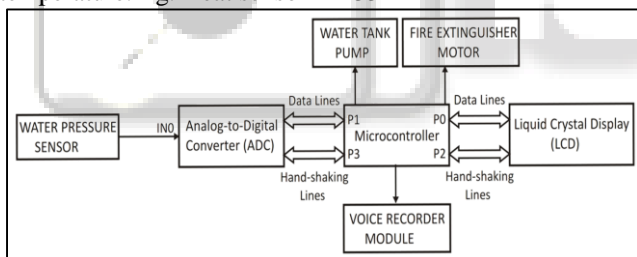 WATER TANK
PUMP
FIRE EXTINGUISHER
MOTOR
WATER PRESSURE
SENSOR
IN0
Analog-to-Digital
Converter (ADC)
Data Lines
Hand-shaking
Lines
P1
P0
Microcontroller
P3
P2
Data Lines
Hand-shaking
Lines
Liquid Crystal Display
(LCD)
VOICE RECORDER
MODULE